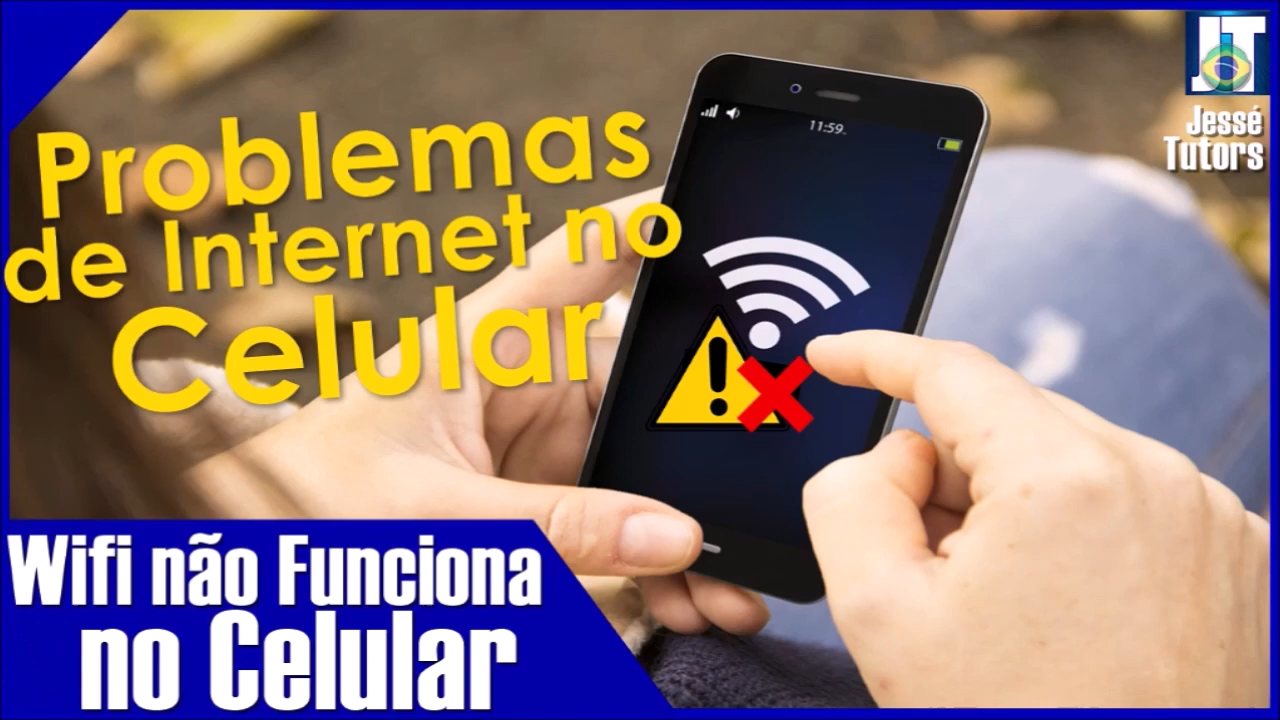 Problemas
de Internet no
Celular
JT
Jessé
Tutors
11:59
Wifi não Funciona
no Celular